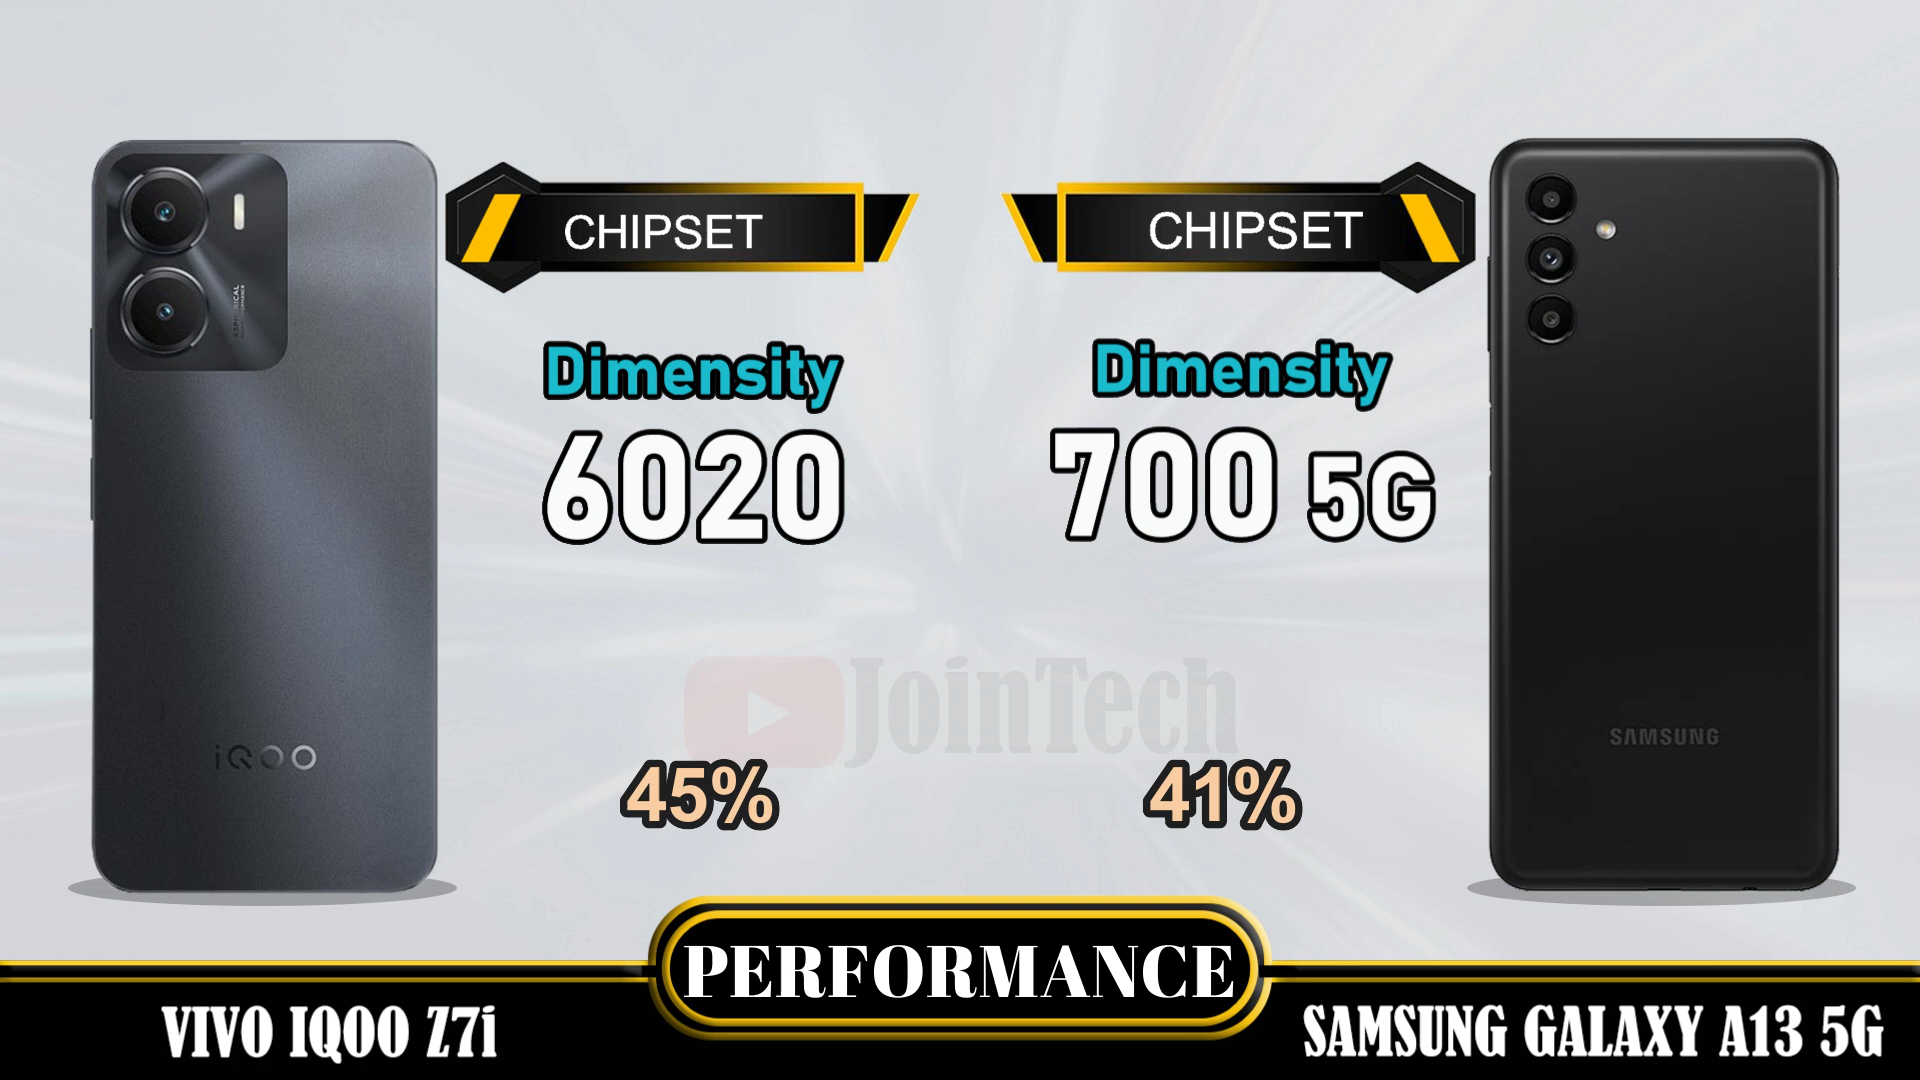 CHIPSET
Dimensity
6020
45%
iQOO
CHIPSET
Dimensity
700 5G
41%
SAMSUNG
JoinTech
PERFORMANCE
VIVO IQOO Z7i
SAMSUNG GALAXY A13 5G